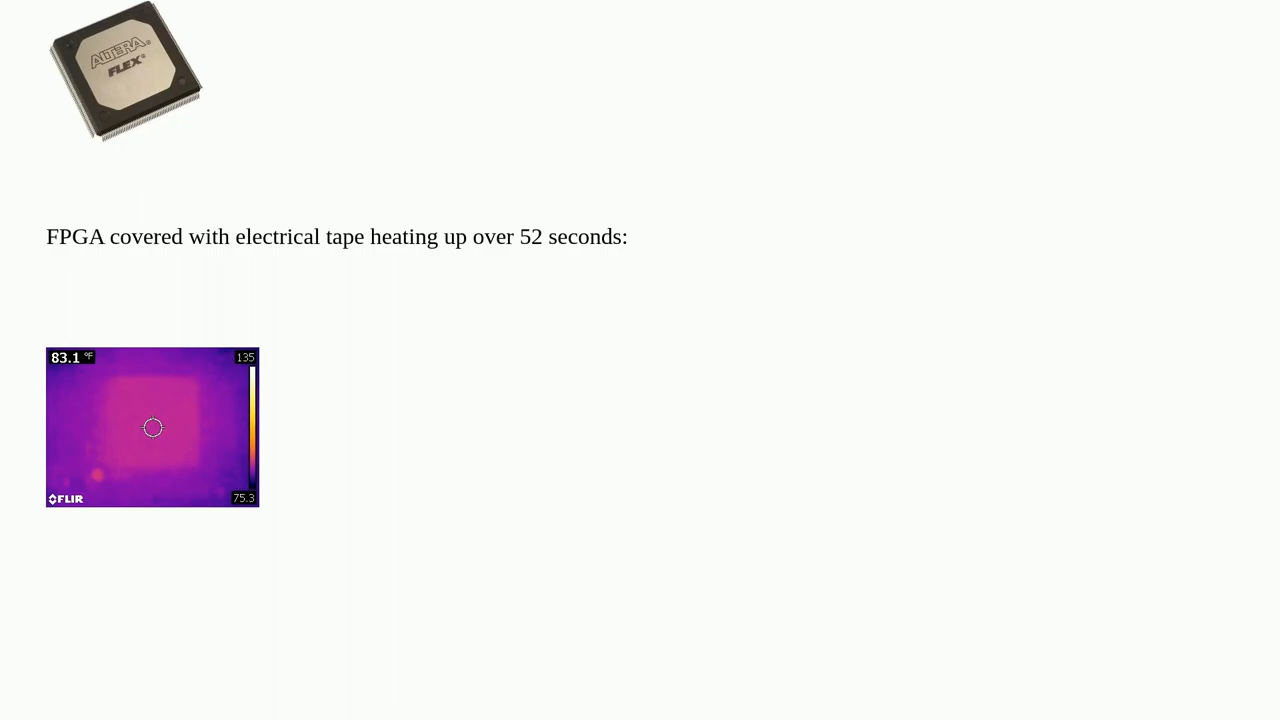 ALTERA®
FLEX®
FPGA covered with electrical tape heating up over 52 seconds:
83.1 °F
135
FLIR
75.3